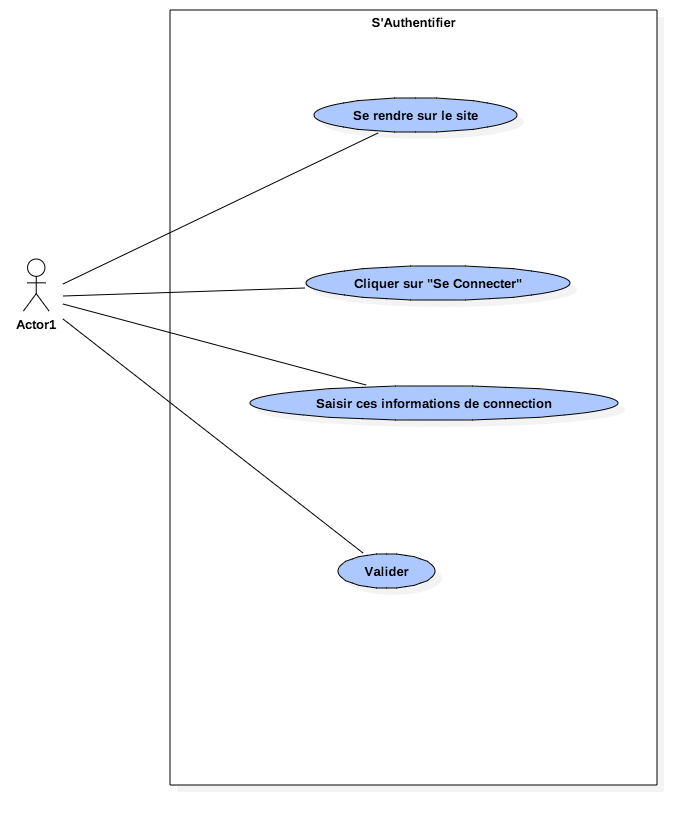 S'Authentifier
Se rendre sur le site
Cliquer sur "Se Connecter"
Actor1
Saisir ces informations de connection
Valider